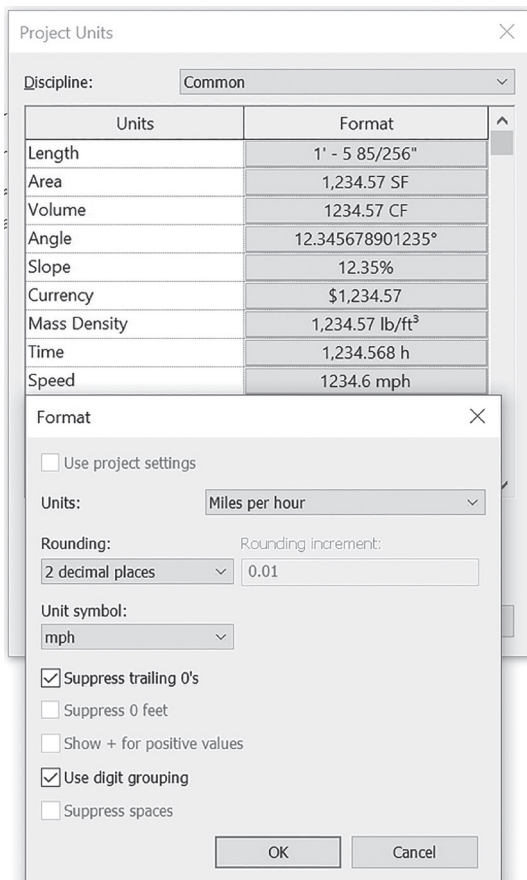 Project Units
Discipline: Common
Units Format
Length 1' - 5 85/256"
Area 1,234.57 SF
Volume 1234.57 CF
Angle 12.345678901235°
Slope 12.35%
Currency $1,234.57
Mass Density 1,234.57 lb/ft³
Time 1,234.568 h
Speed 1234.6 mph
Format
Use project settings
Units: Miles per hour
Rounding: Rounding increment:
2 decimal places 0.01
Unit symbol:
mph
Suppress trailing 0's
Suppress 0 feet
Show + for positive values
Use digit grouping
Suppress spaces
OK Cancel